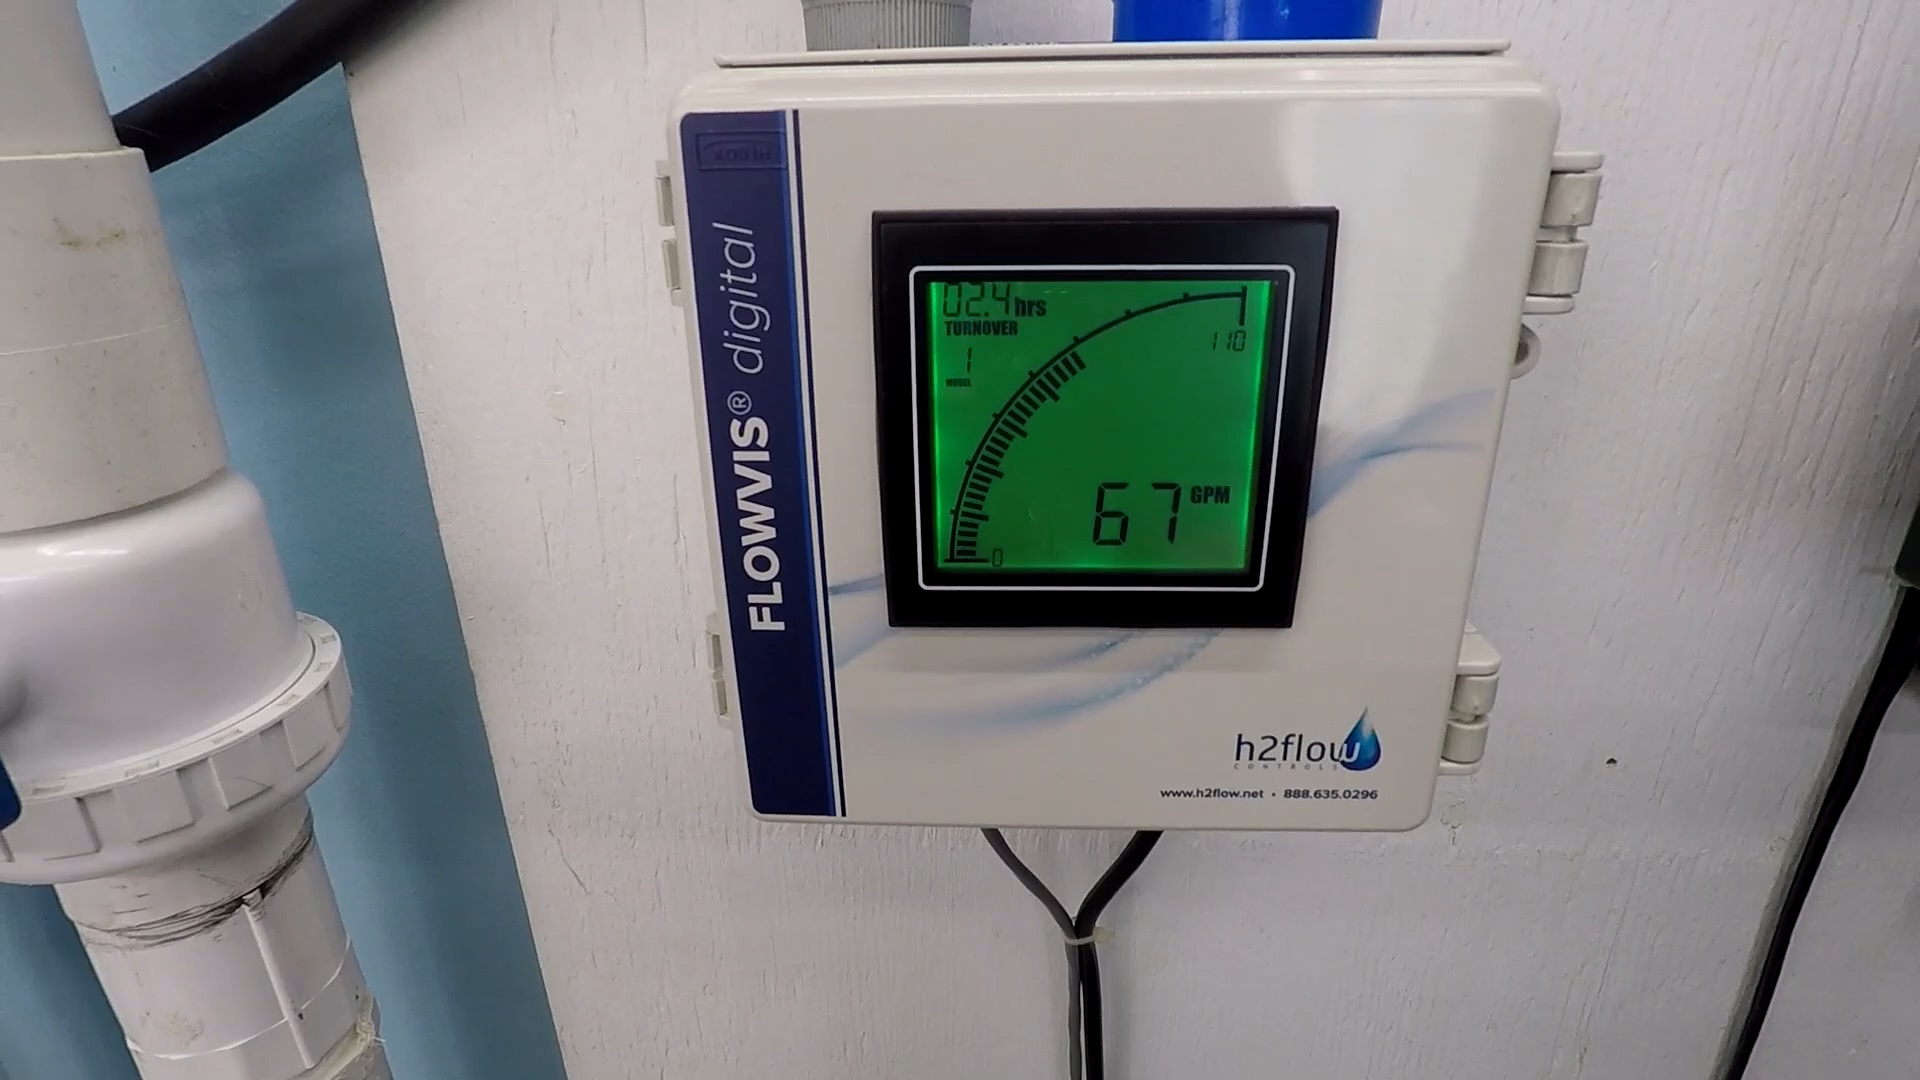 FLOWVIS® digital
02.4 hrs
TURNOVER
1
MODEL
110
0
67 GPM
h2flow
CONTROLS
www.h2flow.net • 888.635.0296